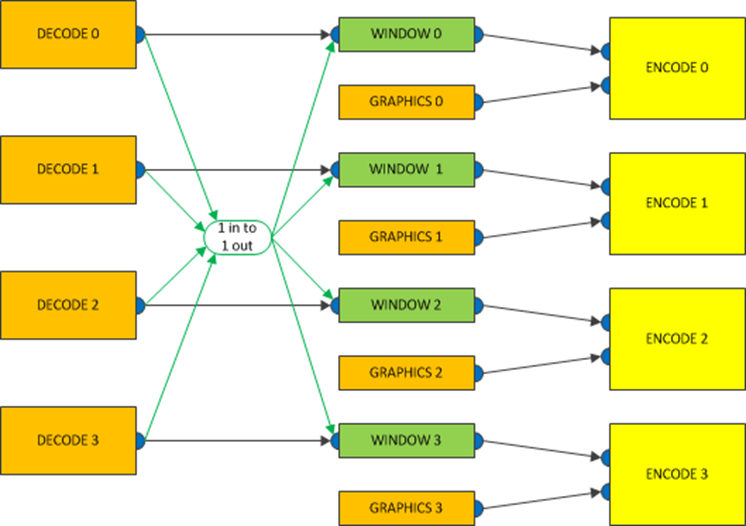 DECODE 0
WINDOW 0
ENCODE 0
GRAPHICS 0
DECODE 1
WINDOW 1
ENCODE 1
1 in to
1 out
GRAPHICS 1
DECODE 2
WINDOW 2
ENCODE 2
GRAPHICS 2
DECODE 3
WINDOW 3
ENCODE 3
GRAPHICS 3